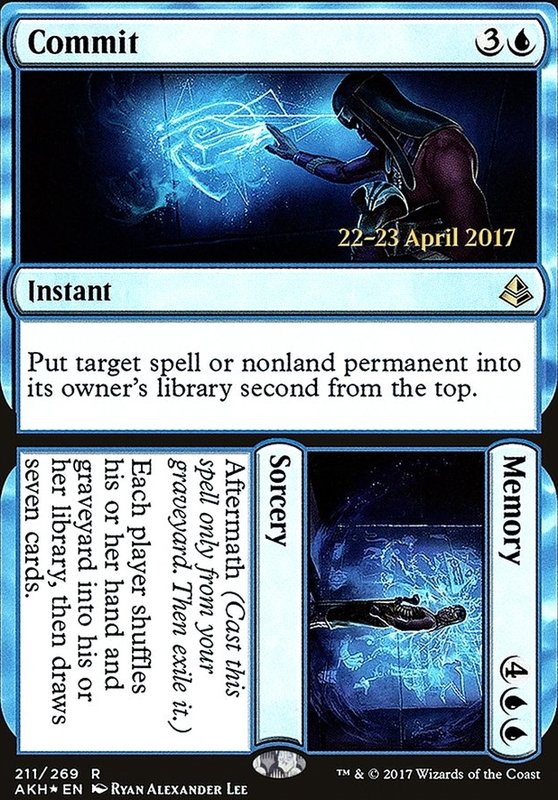 Commit
3
22–23 April 2017
Instant
Put target spell or nonland permanent into
its owner's library second from the top.
Memory
4
Sorcery
Aftermath (Cast this
spell only from your
graveyard. Then exile it.)
Each player shuffles
his or her hand and
graveyard into his or
her library, then draws
seven cards.
211/269 R
AKH★EN Ryan Alexander Lee
™ & © 2017 Wizards of the Coast